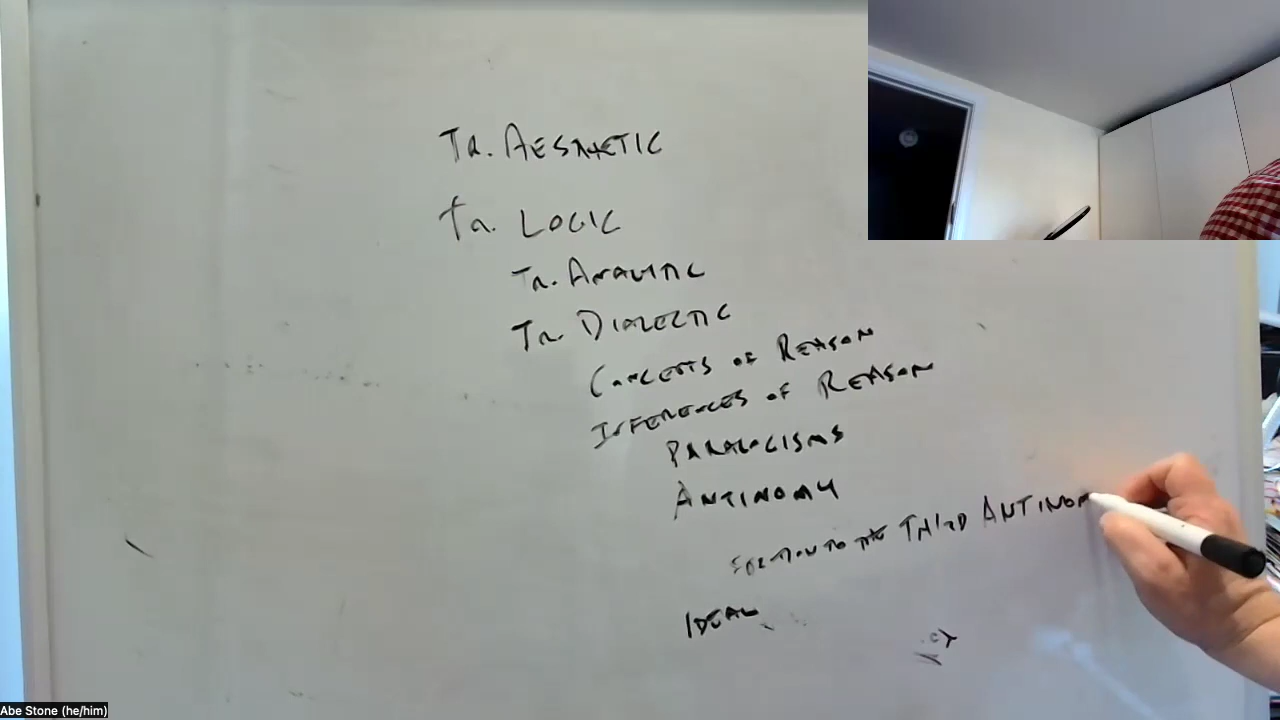 Tr. AESTHETIC
Tr. LOGIC
Tr. ANALYTIC
Tr. DIALECTIC
CONCEPTS OF REASON
INFERENCES OF REASON
PARALOGISMS
ANTINOMY
SOLUTION TO THE THIRD ANTINOM
IDEAL
Abe Stone (he/him)